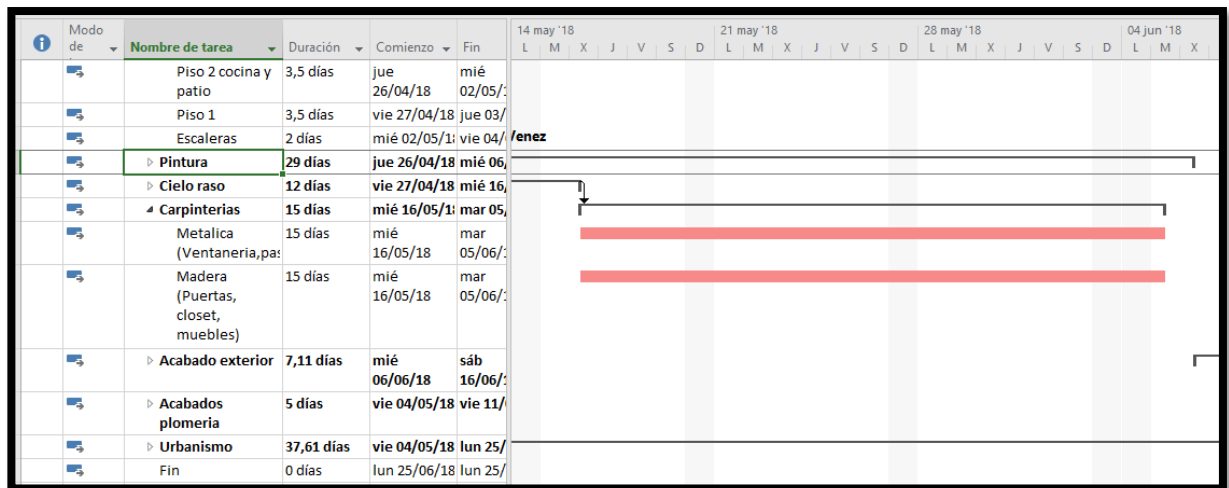 Modo de
Nombre de tarea
Duración
Comienzo
Fin
14 may '18
21 may '18
28 may '18
04 jun '18
L M X J V S D L M X J V S D L M X J V S D L M X
Piso 2 cocina y patio
3,5 días
jue 26/04/18
mié 02/05/1
Piso 1
3,5 días
vie 27/04/18
jue 03/
Escaleras
2 días
mié 02/05/1
vie 04/
Venez
Pintura
29 días
jue 26/04/18
mié 06/
Cielo raso
12 días
vie 27/04/18
mié 16/
Carpinterias
15 días
mié 16/05/1
mar 05/
Metalica (Ventaneria,pas
15 días
mié 16/05/18
mar 05/06/1
Madera (Puertas, closet, muebles)
15 días
mié 16/05/18
mar 05/06/1
Acabado exterior
7,11 días
mié 06/06/18
sáb 16/06/1
Acabados plomeria
5 días
vie 04/05/18
vie 11/
Urbanismo
37,61 días
vie 04/05/18
lun 25/
Fin
0 días
lun 25/06/18
lun 25/